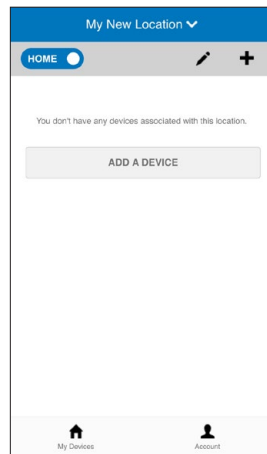 My New Location
HOME
You don't have any devices associated with this location.
ADD A DEVICE
My Devices
Account